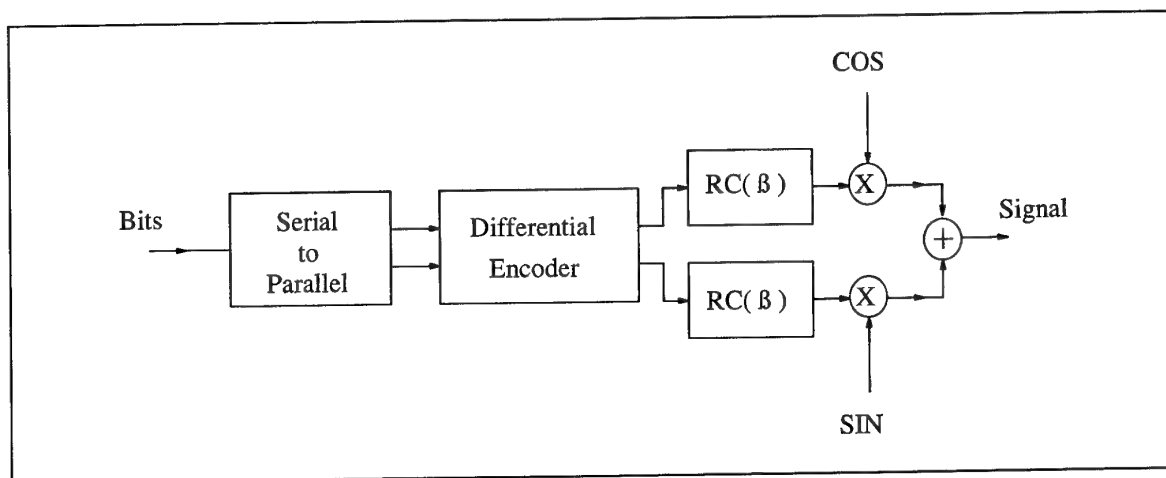 COS
RC( ß )
X
Bits
Serial
to
Parallel
Differential
Encoder
Signal
+
RC( ß )
X
SIN